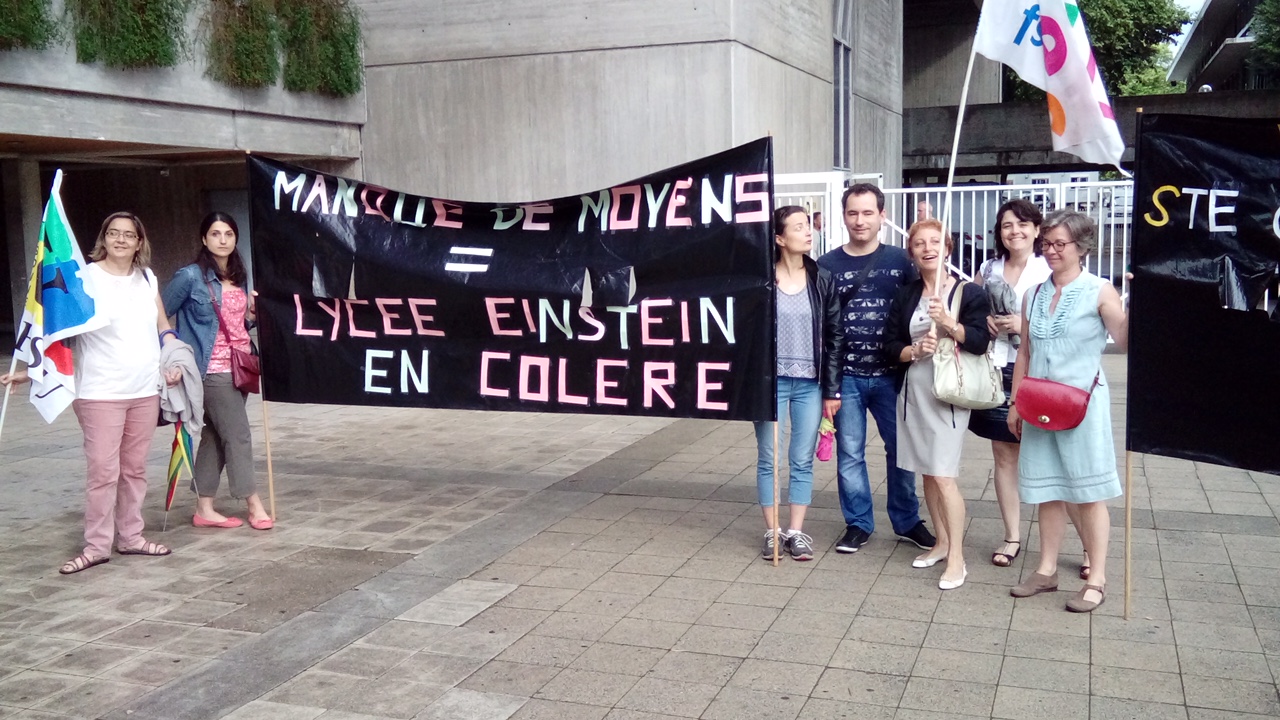 MANQUE DE MOYENS
=
LYCEE EINSTEIN
EN COLERE
STE